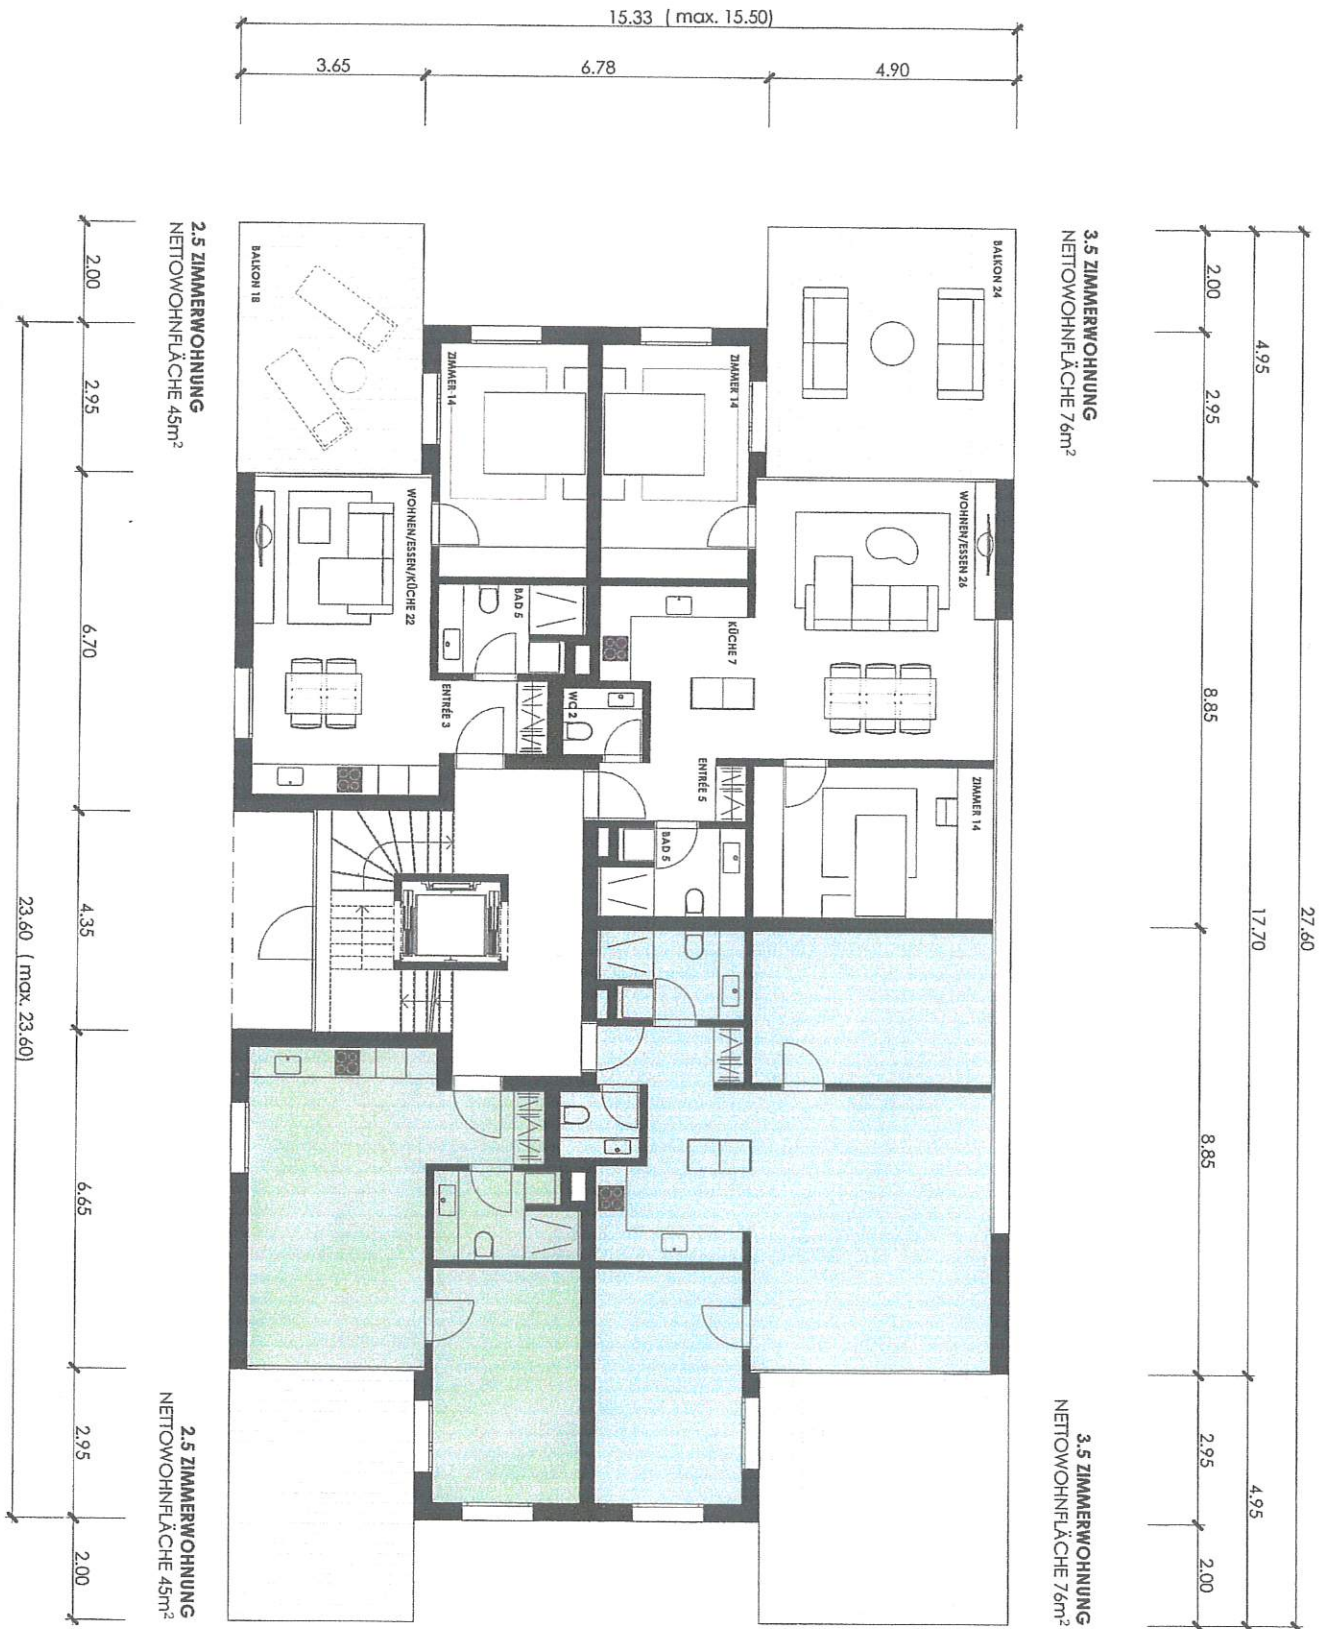 15.33 ( max. 15.50)
3.65
6.78
4.90
3.5 ZIMMERWOHNUNG
NETTOWOHNFLÄCHE 76m²
2.00
2.95
8.85
8.85
2.95
2.00
4.95
17.70
4.95
27.60
3.5 ZIMMERWOHNUNG
NETTOWOHNFLÄCHE 76m²
BALKON 24
WOHNEN/ESSEN 26
ZIMMER 14
ZIMMER 14
KÜCHE 7
ENTRÉE 5
BAD 5
WC 2
ZIMMER 14
BAD 5
ENTRÉE 3
WOHNEN/ESSEN/KÜCHE 22
BALKON 18
2.5 ZIMMERWOHNUNG
NETTOWOHNFLÄCHE 45m²
2.00
2.95
6.70
4.35
6.65
2.95
2.00
23.60 ( max. 23.60)
2.5 ZIMMERWOHNUNG
NETTOWOHNFLÄCHE 45m²